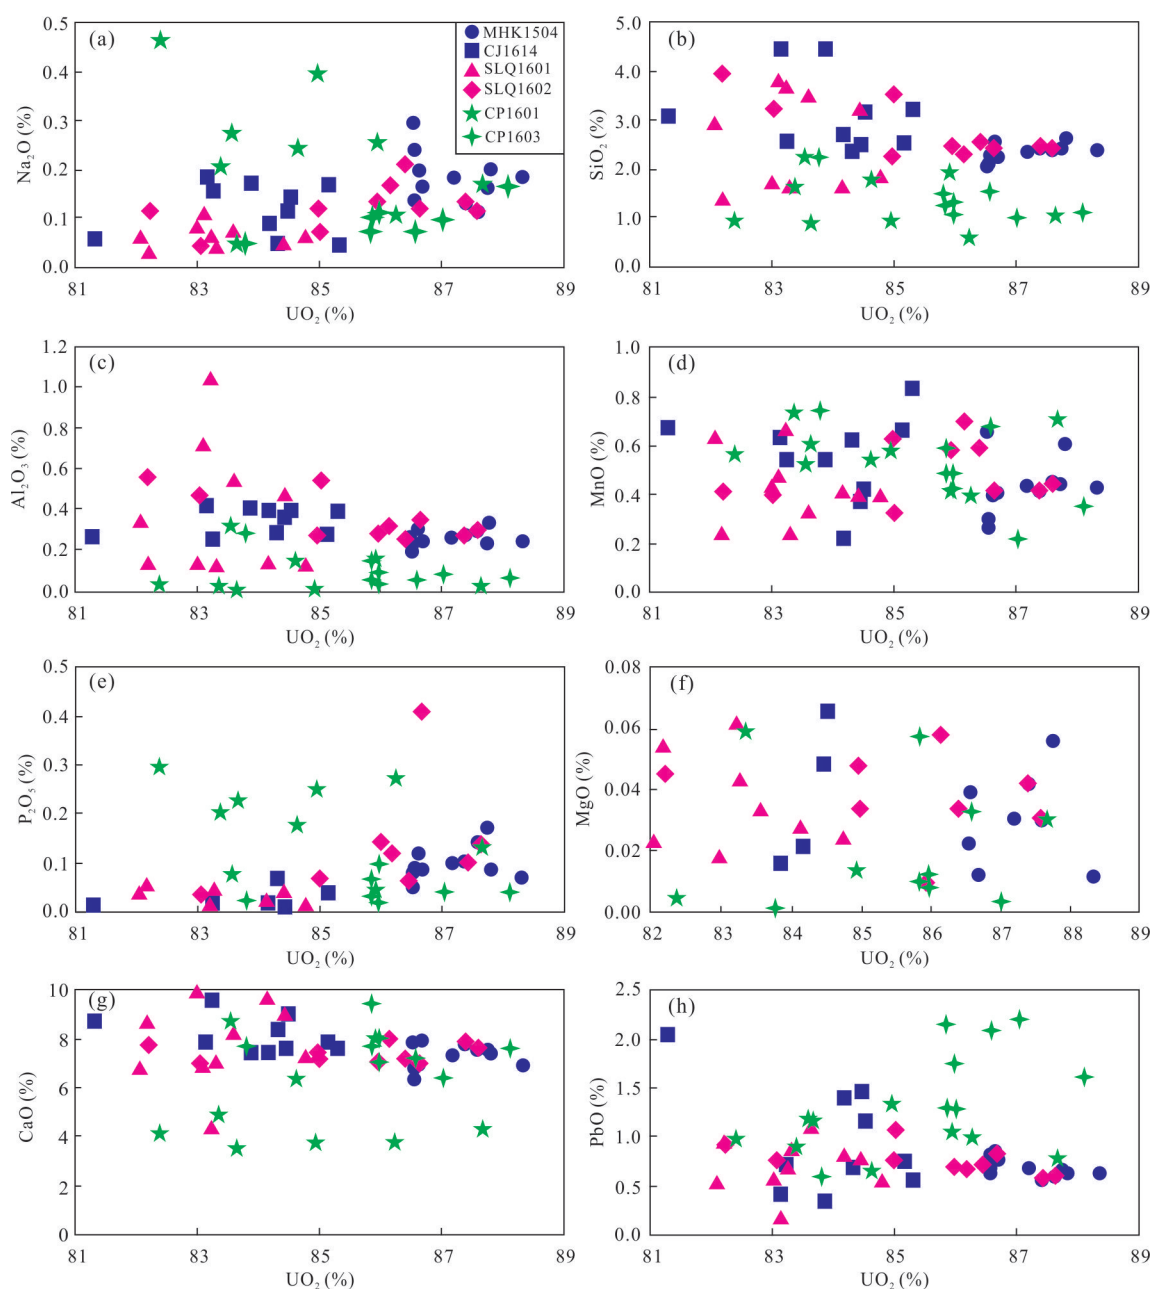 (a)
0.5
0.4
0.3
0.2
0.1
0.0
Na₂O (%)
81 83 85 87 89
UO₂ (%)
MHK1504
CJ1614
SLQ1601
SLQ1602
CP1601
CP1603
(b)
5.0
4.0
3.0
2.0
1.0
0.0
SiO₂ (%)
81 83 85 87 89
UO₂ (%)
(c)
1.2
1.0
0.8
0.6
0.4
0.2
0.0
Al₂O₃ (%)
81 83 85 87 89
UO₂ (%)
(d)
1.0
0.8
0.6
0.4
0.2
0.0
MnO (%)
81 83 85 87 89
UO₂ (%)
(e)
0.5
0.4
0.3
0.2
0.1
0.0
P₂O₅ (%)
81 83 85 87 89
UO₂ (%)
(f)
0.08
0.06
0.04
0.02
0.00
MgO (%)
82 83 84 85 86 87 88 89
UO₂ (%)
(g)
10
8
6
4
2
0
CaO (%)
81 83 85 87 89
UO₂ (%)
(h)
2.5
2.0
1.5
1.0
0.5
0.0
PbO (%)
81 83 85 87 89
UO₂ (%)